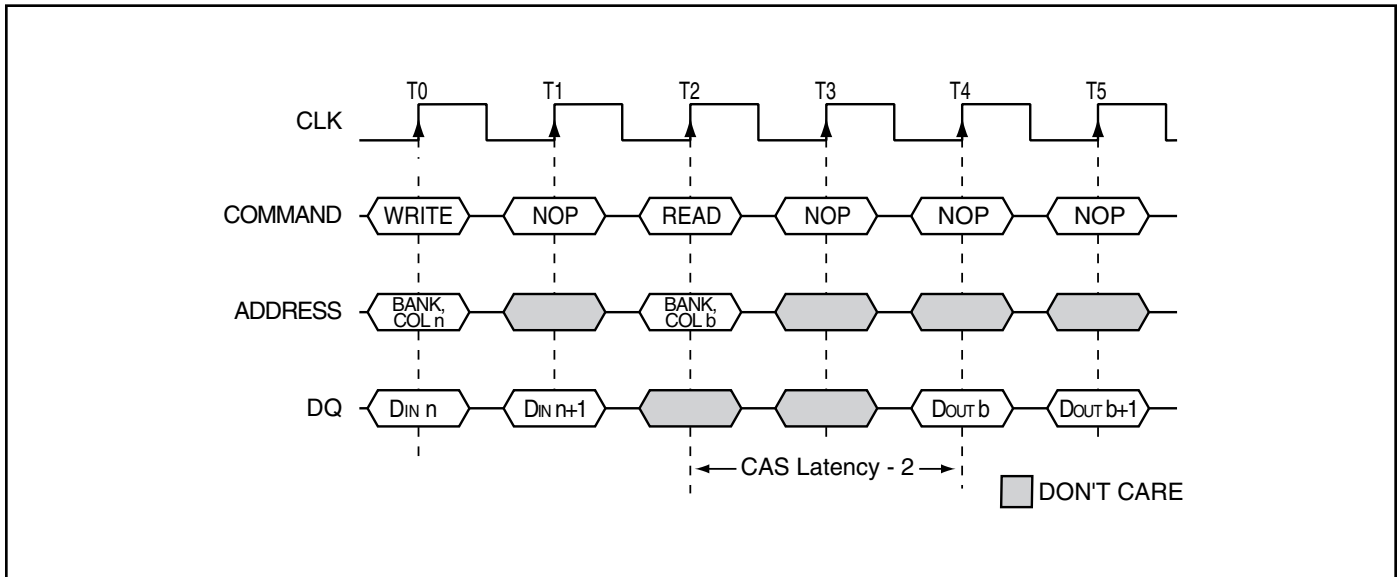 T0 T1 T2 T3 T4 T5
CLK
COMMAND WRITE NOP READ NOP NOP NOP
ADDRESS BANK, COL n BANK, COL b
DQ DIN n DIN n+1 DOUT b DOUT b+1
CAS Latency - 2
DON'T CARE